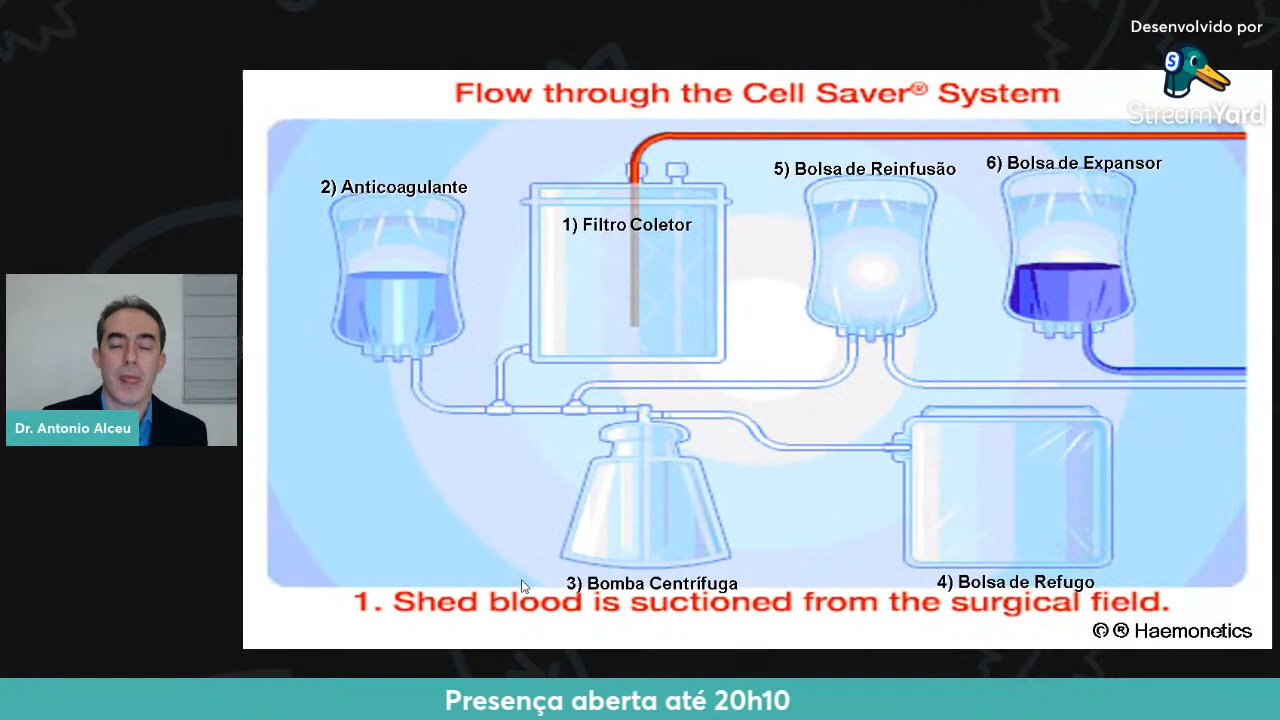 Desenvolvido por
S
StreamYard
Flow through the Cell Saver® System
2) Anticoagulante
1) Filtro Coletor
5) Bolsa de Reinfusão
6) Bolsa de Expansor
Dr. Antonio Alceu
3) Bomba Centrífuga
4) Bolsa de Refugo
1. Shed blood is suctioned from the surgical field.
© ® Haemonetics
Presença aberta até 20h10